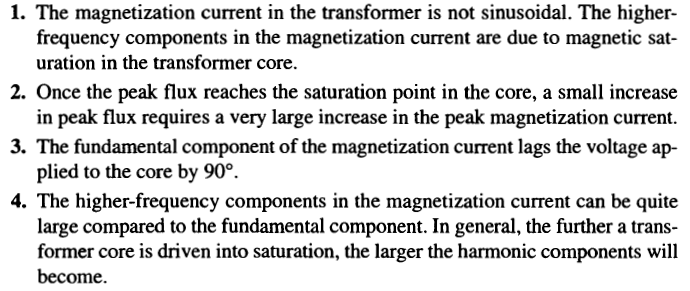 1. The magnetization current in the transformer is not sinusoidal. The higher-
frequency components in the magnetization current are due to magnetic sat-
uration in the transformer core.
2. Once the peak flux reaches the saturation point in the core, a small increase
in peak flux requires a very large increase in the peak magnetization current.
3. The fundamental component of the magnetization current lags the voltage ap-
plied to the core by 90°.
4. The higher-frequency components in the magnetization current can be quite
large compared to the fundamental component. In general, the further a trans-
former core is driven into saturation, the larger the harmonic components will
become.